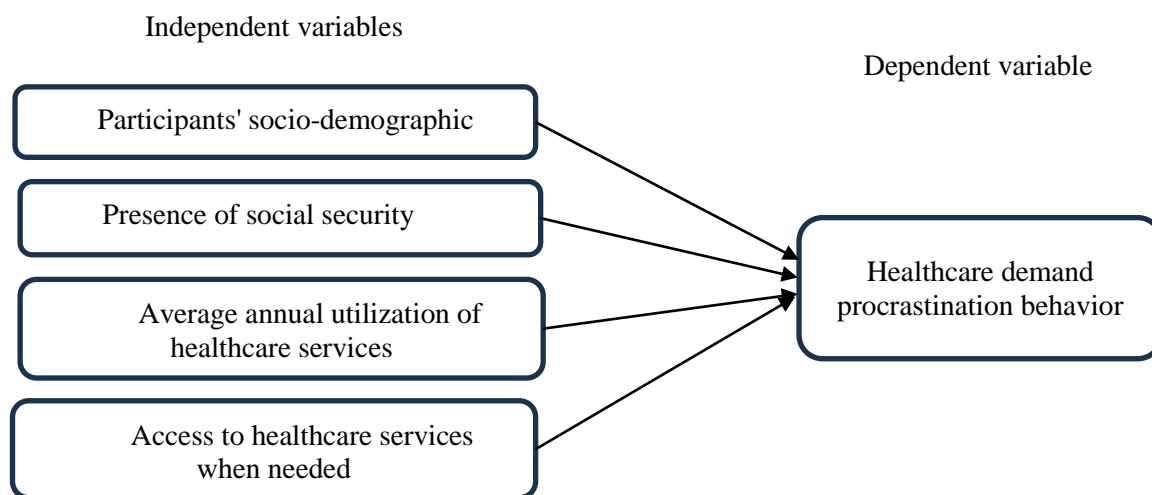 Independent variables
Dependent variable
Participants' socio-demographic
Presence of social security
Average annual utilization of
healthcare services
Access to healthcare services
when needed
Healthcare demand
procrastination behavior